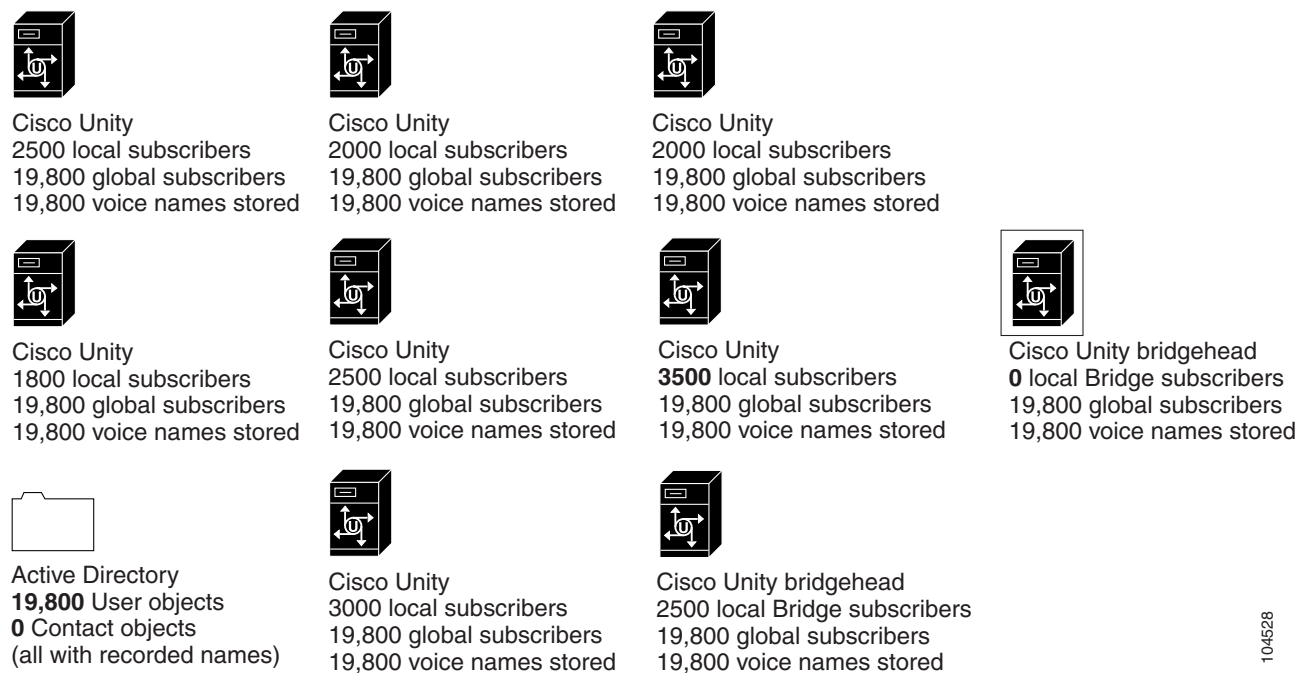 Cisco Unity
2500 local subscribers
19,800 global subscribers
19,800 voice names stored
Cisco Unity
2000 local subscribers
19,800 global subscribers
19,800 voice names stored
Cisco Unity
2000 local subscribers
19,800 global subscribers
19,800 voice names stored
Cisco Unity
1800 local subscribers
19,800 global subscribers
19,800 voice names stored
Cisco Unity
2500 local subscribers
19,800 global subscribers
19,800 voice names stored
Cisco Unity
3500 local subscribers
19,800 global subscribers
19,800 voice names stored
Cisco Unity bridgehead
0 local Bridge subscribers
19,800 global subscribers
19,800 voice names stored
Active Directory
19,800 User objects
0 Contact objects
(all with recorded names)
Cisco Unity
3000 local subscribers
19,800 global subscribers
19,800 voice names stored
Cisco Unity bridgehead
2500 local Bridge subscribers
19,800 global subscribers
19,800 voice names stored
104528
U
U
U
U
U
U
U
U
U